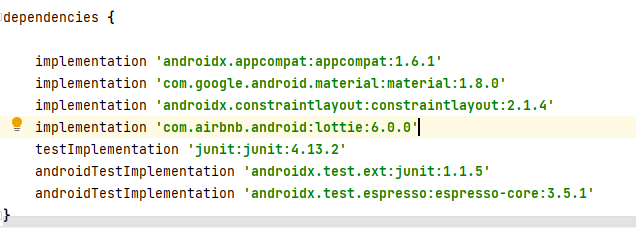 dependencies {
implementation 'androidx.appcompat:appcompat:1.6.1'
implementation 'com.google.android.material:material:1.8.0'
implementation 'androidx.constraintlayout:constraintlayout:2.1.4'
implementation 'com.airbnb.android:lottie:6.0.0'
testImplementation 'junit:junit:4.13.2'
androidTestImplementation 'androidx.test.ext:junit:1.1.5'
androidTestImplementation 'androidx.test.espresso:espresso-core:3.5.1'
}